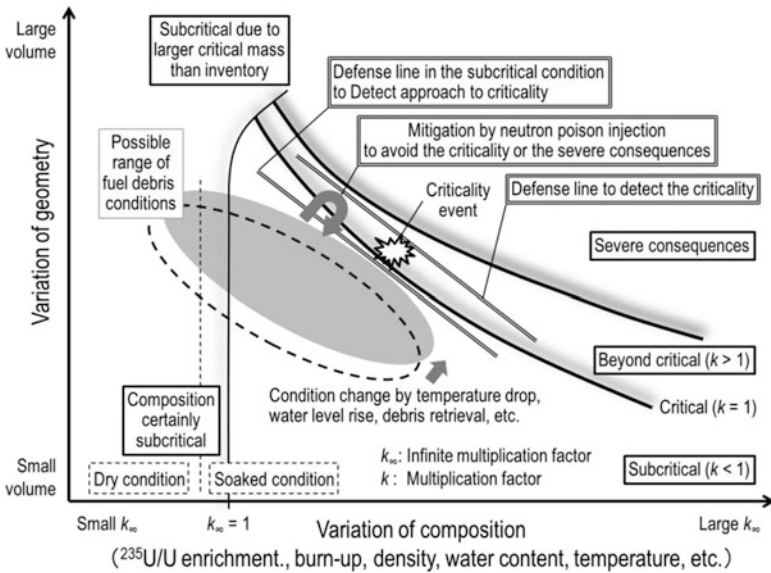 Large
volume
Subcritical due to
larger critical mass
than inventory
Defense line in the subcritical condition
to Detect approach to criticality
Possible
range of
fuel debris
conditions
Mitigation by neutron poison injection
to avoid the criticality or the severe consequences
Criticality
event
Defense line to detect the criticality
Severe consequences
Variation of geometry
Beyond critical (k > 1)
Condition change by temperature drop,
water level rise, debris retrieval, etc.
Critical (k = 1)
Composition
certainly
subcritical
k∞: Infinite multiplication factor
k : Multiplication factor
Small
volume
Dry condition
Soaked condition
Subcritical (k < 1)
Small k∞
k∞ = 1
Variation of composition
Large k∞
(²³⁵U/U enrichment., burn-up, density, water content, temperature, etc.)